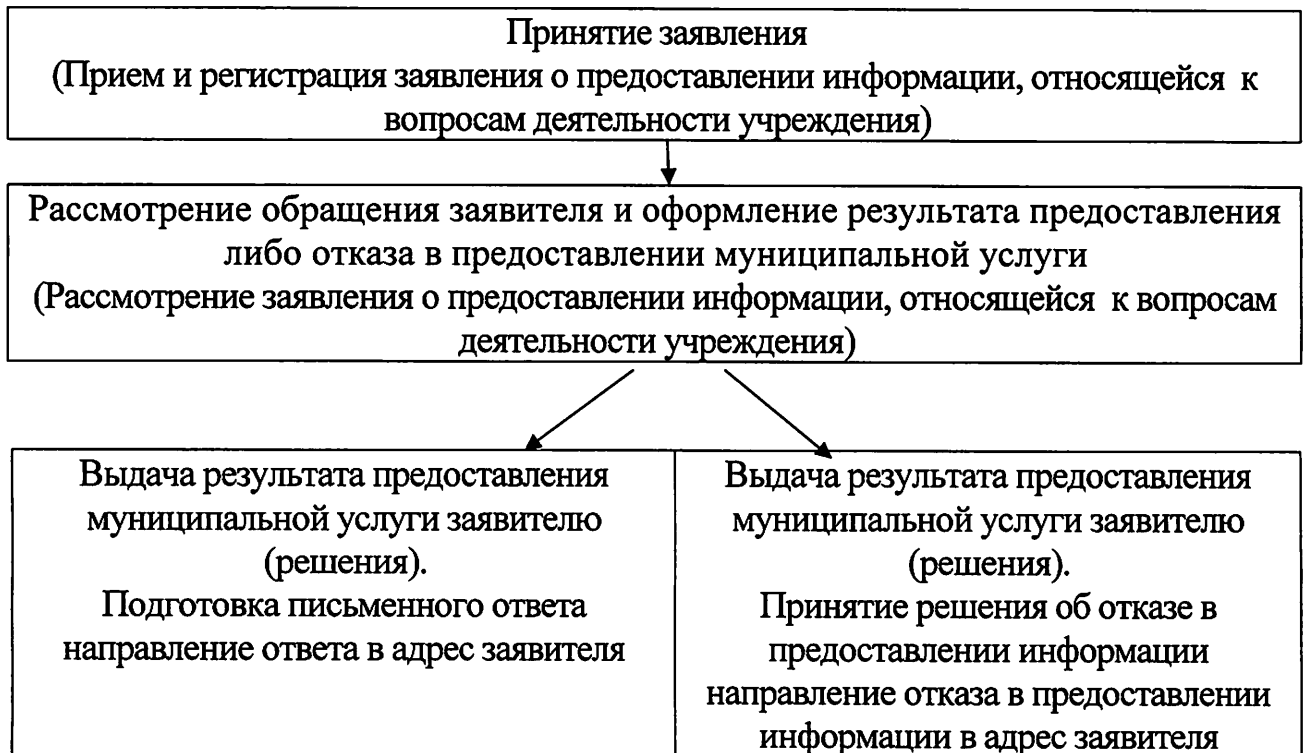 Принятие заявления
(Прием и регистрация заявления о предоставлении информации, относящейся к
вопросам деятельности учреждения)
Рассмотрение обращения заявителя и оформление результата предоставления
либо отказа в предоставлении муниципальной услуги
(Рассмотрение заявления о предоставлении информации, относящейся к вопросам
деятельности учреждения)
Выдача результата предоставления
муниципальной услуги заявителю
(решения).
Подготовка письменного ответа
направление ответа в адрес заявителя
Выдача результата предоставления
муниципальной услуги заявителю
(решения).
Принятие решения об отказе в
предоставлении информации
направление отказа в предоставлении
информации в адрес заявителя